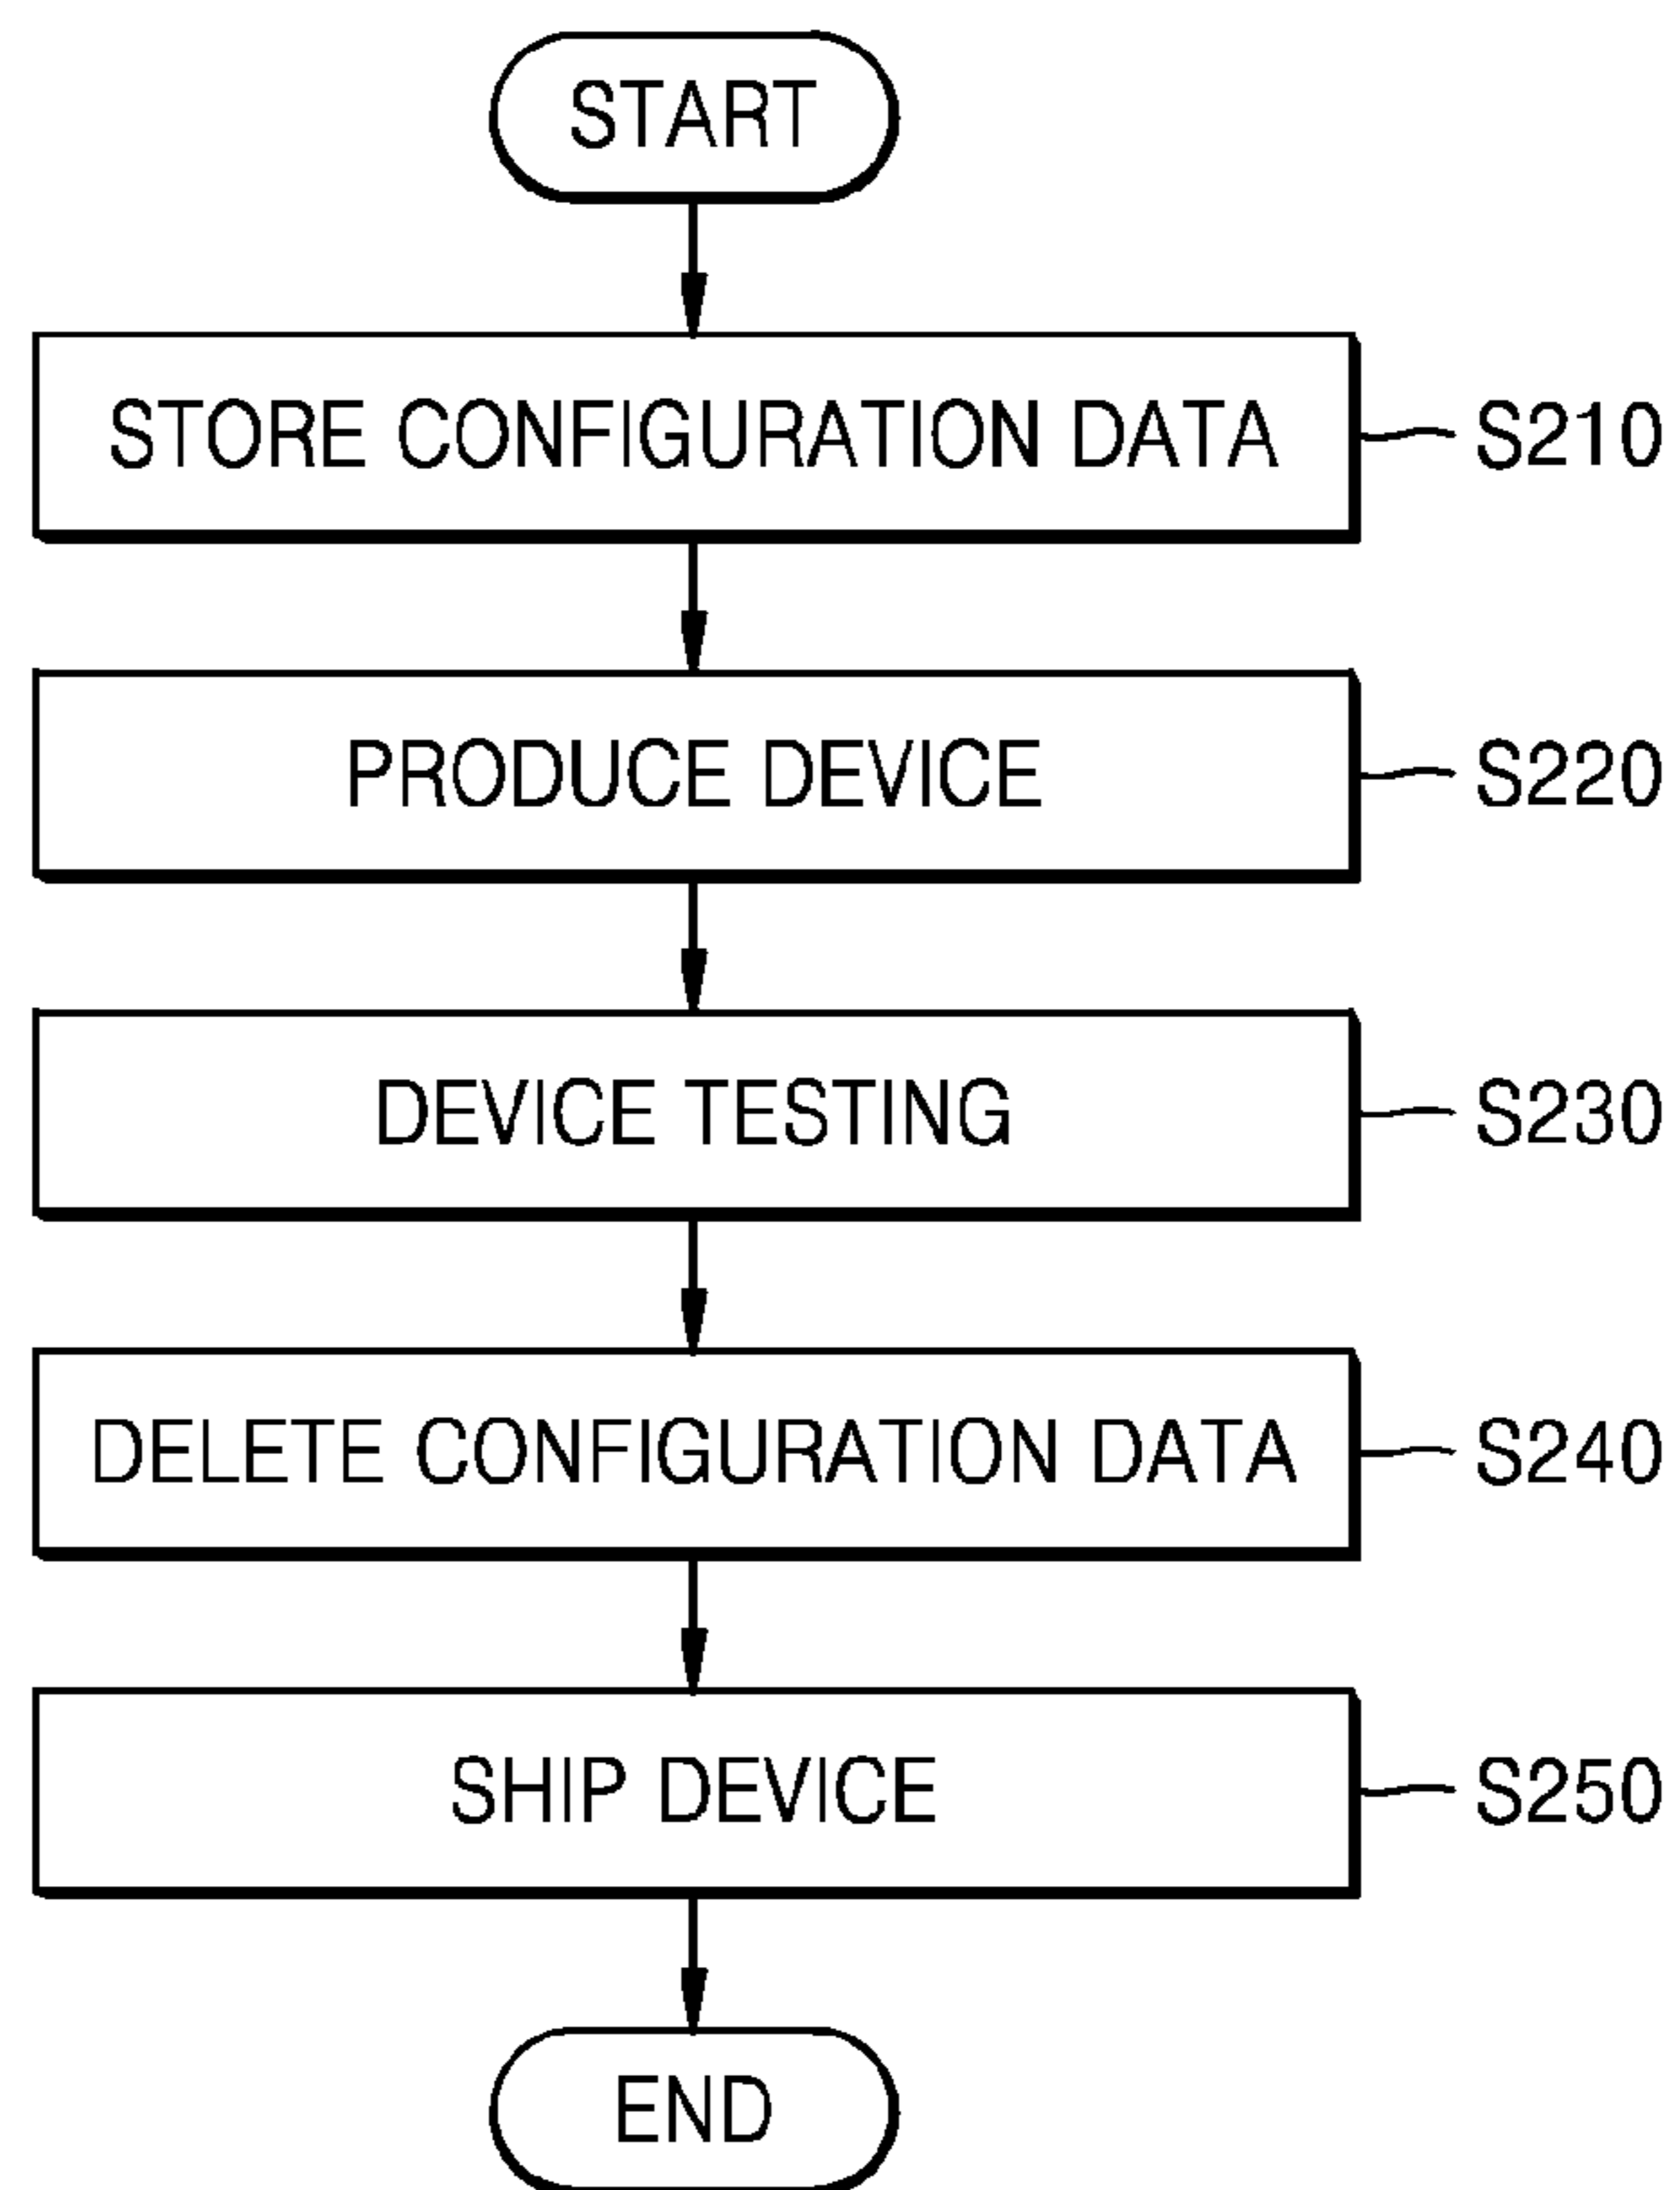 START
STORE CONFIGURATION DATA S210
PRODUCE DEVICE S220
DEVICE TESTING S230
DELETE CONFIGURATION DATA S240
SHIP DEVICE S250
END